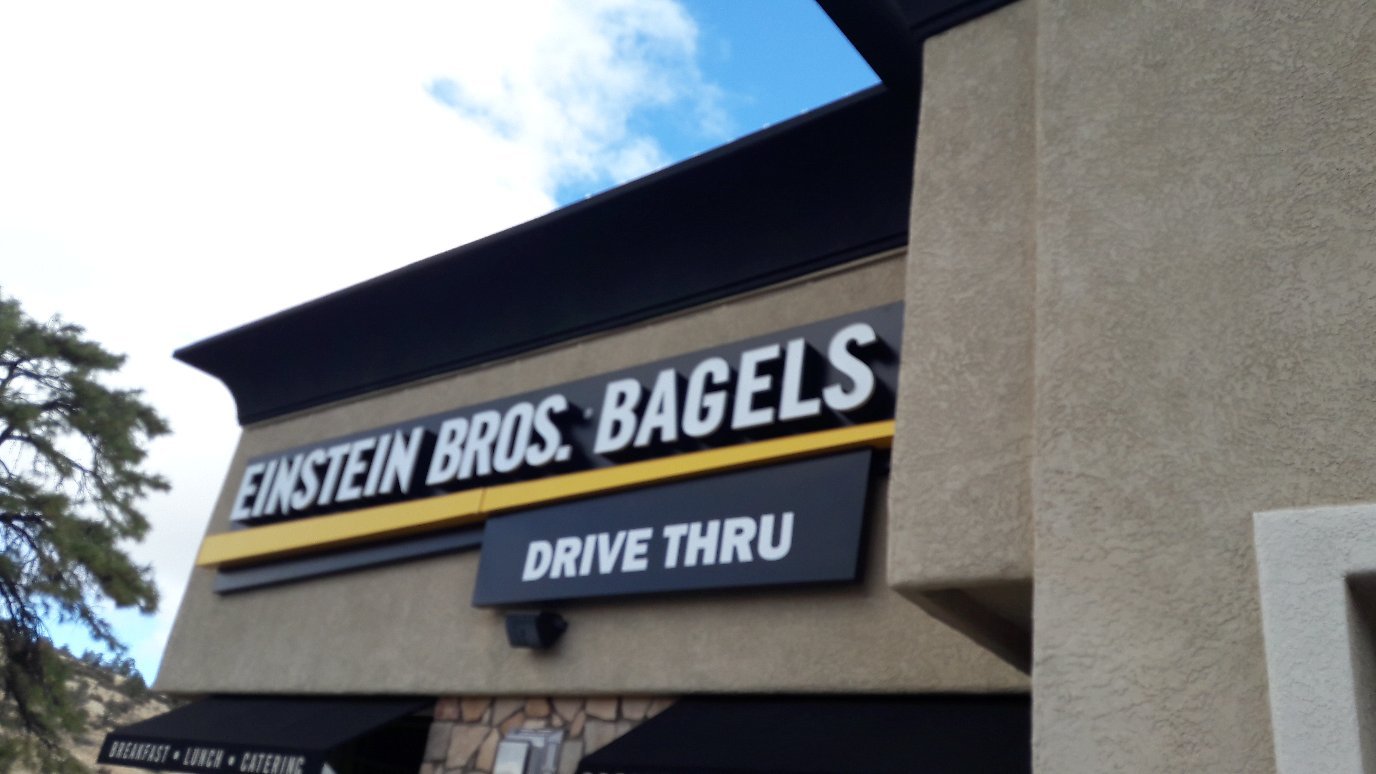 EINSTEIN BROS. BAGELS
DRIVE THRU
BREAKFAST • LUNCH • CATERING